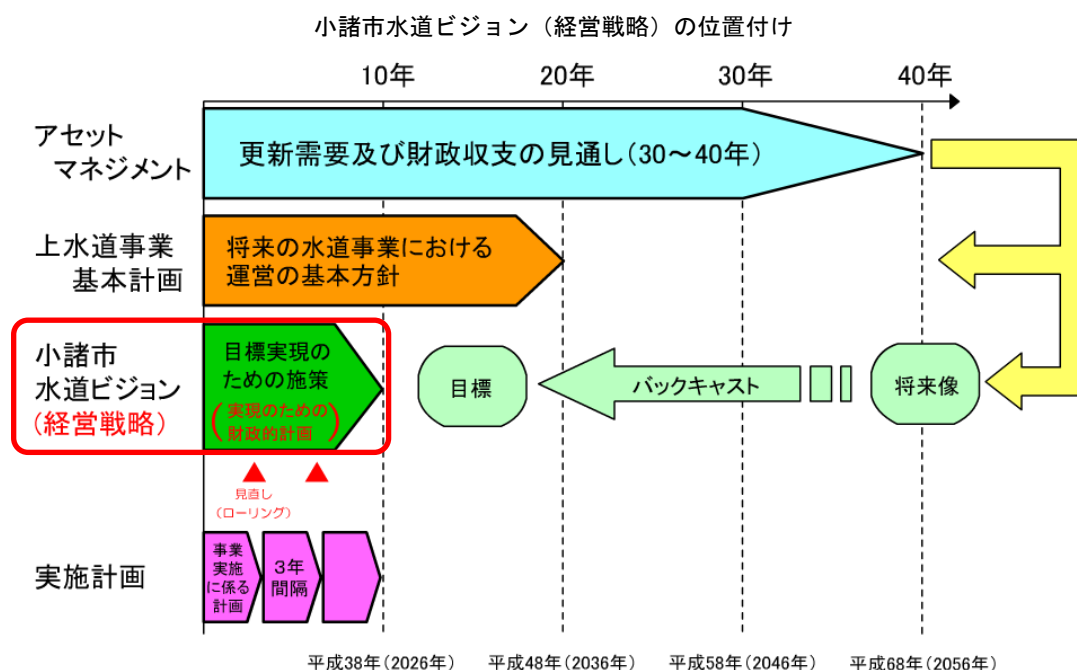 小諸市水道ビジョン（経営戦略）の位置付け
10年
20年
30年
40年
アセット
マネジメント
更新需要及び財政収支の見通し(30～40年)
上水道事業
基本計画
将来の水道事業における
運営の基本方針
小諸市
水道ビジョン
(経営戦略)
目標実現の
ための施策
(実現のための
財政的計画)
目標
バックキャスト
将来像
見直し
(ローリング)
実施計画
事業
実施
に係る
計画
3年
間隔
平成38年(2026年)
平成48年(2036年)
平成58年(2046年)
平成68年(2056年)